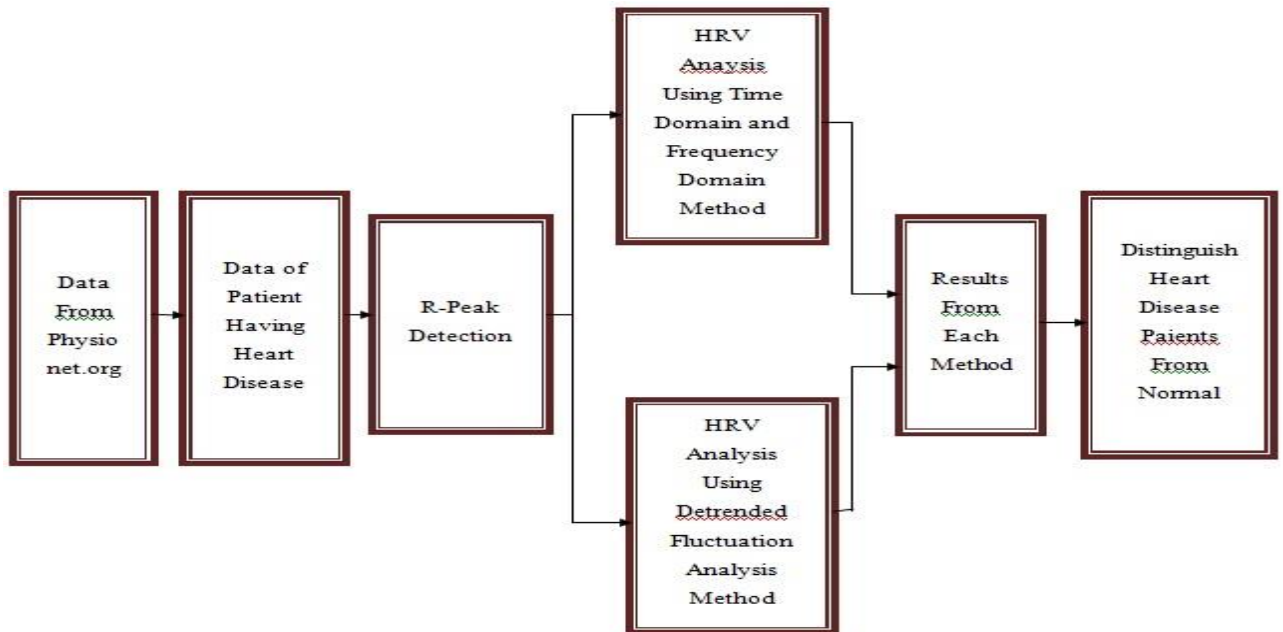 Data
From
Physio
net.org
Data of
Patient
Having
Heart
Disease
R-Peak
Detection
HRV
Anaysis
Using Time
Domain and
Frequency
Domain
Method
HRV
Analysis
Using
Detrended
Fluctuation
Analysis
Method
Results
From
Each
Method
Distinguish
Heart
Disease
Paients
From
Normal